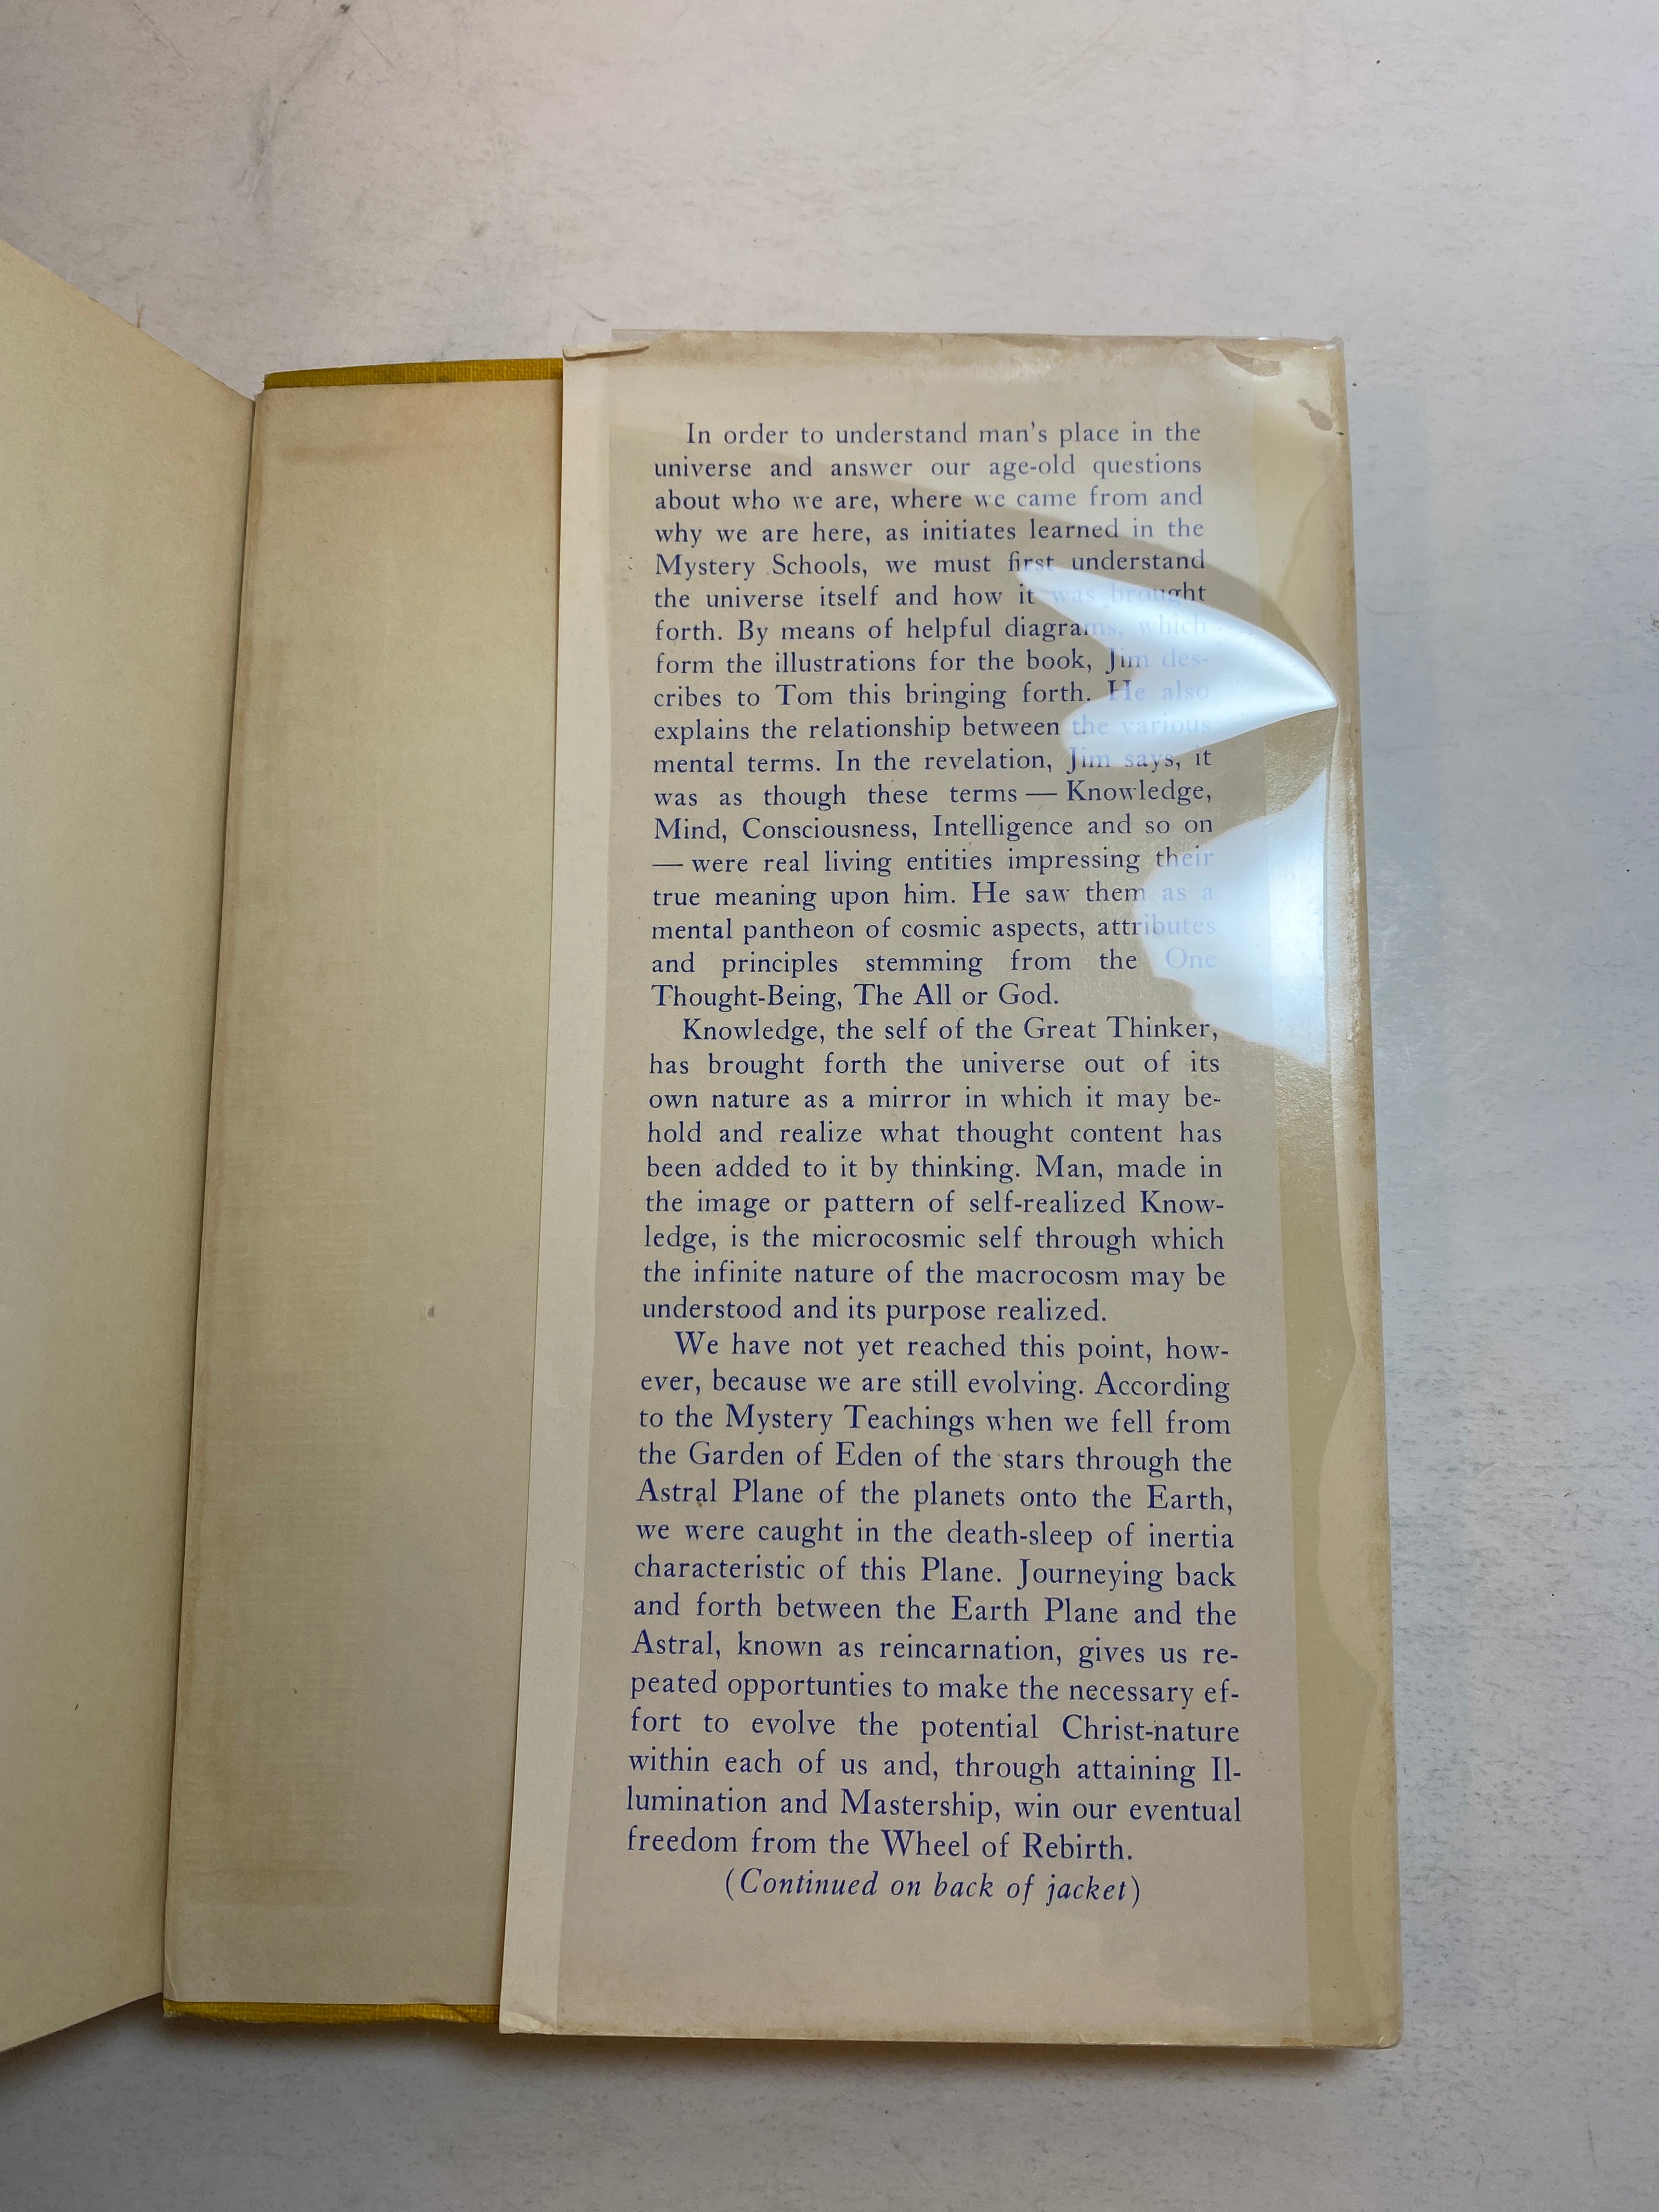 In order to understand man's place in the
universe and answer our age-old questions
about who we are, where we came from and
why we are here, as initiates learned in the
Mystery Schools, we must first understand
the universe itself and how it was brought
forth. By means of helpful diagrams, which
form the illustrations for the book, Jim des-
cribes to Tom this bringing forth. He also
explains the relationship between the various
mental terms. In the revelation, Jim says, it
was as though these terms — Knowledge,
Mind, Consciousness, Intelligence and so on
— were real living entities impressing their
true meaning upon him. He saw them as a
mental pantheon of cosmic aspects, attributes
and principles stemming from the One
Thought-Being, The All or God.
Knowledge, the self of the Great Thinker,
has brought forth the universe out of its
own nature as a mirror in which it may be-
hold and realize what thought content has
been added to it by thinking. Man, made in
the image or pattern of self-realized Know-
ledge, is the microcosmic self through which
the infinite nature of the macrocosm may be
understood and its purpose realized.
We have not yet reached this point, how-
ever, because we are still evolving. According
to the Mystery Teachings when we fell from
the Garden of Eden of the stars through the
Astral Plane of the planets onto the Earth,
we were caught in the death-sleep of inertia
characteristic of this Plane. Journeying back
and forth between the Earth Plane and the
Astral, known as reincarnation, gives us re-
peated opportunties to make the necessary ef-
fort to evolve the potential Christ-nature
within each of us and, through attaining Il-
lumination and Mastership, win our eventual
freedom from the Wheel of Rebirth.
(Continued on back of jacket)